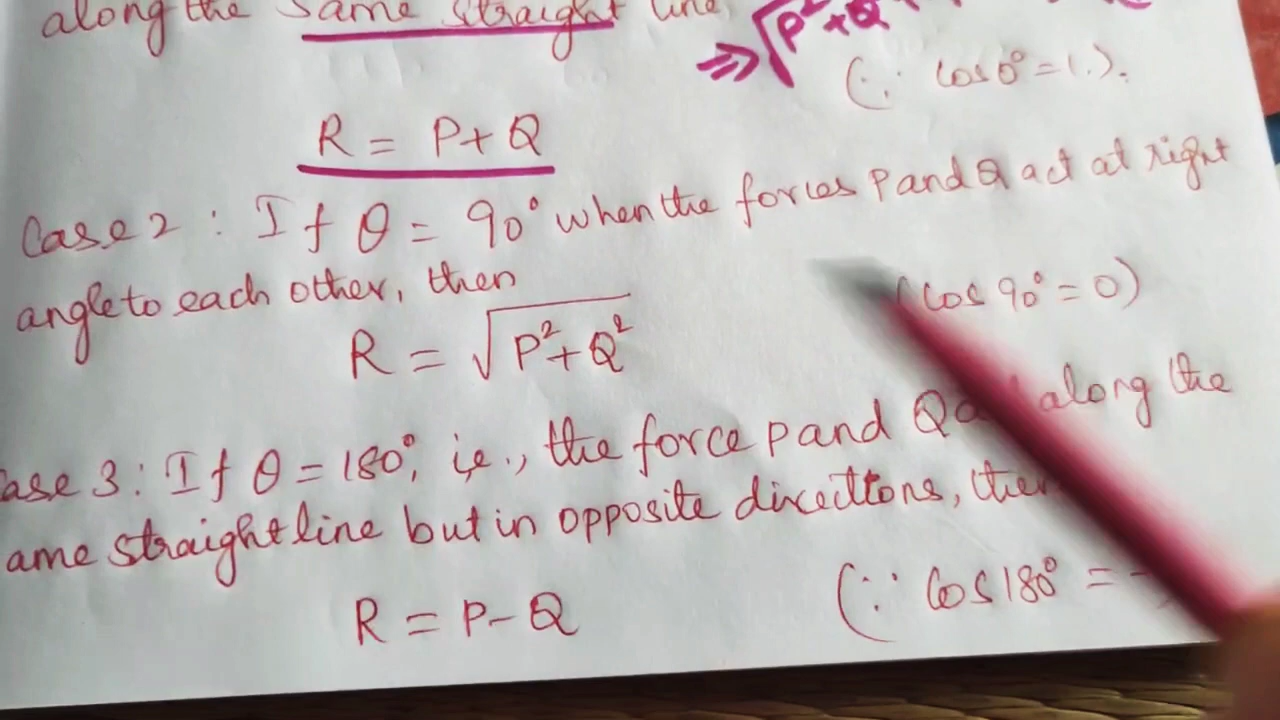 along the same straight line
⇒ √P²+Q
(∵ cos 0° = 1.).
R = P+Q
Case 2 : If θ = 90° when the forces P and Q act at right
angle to each other, then
(cos 90° = 0)
R = √P²+Q²
ase 3 : If θ = 180°, i.e., the force P and Q along the
ame straight line but in opposite directions, then
R = P-Q
(∵ cos 180° = -